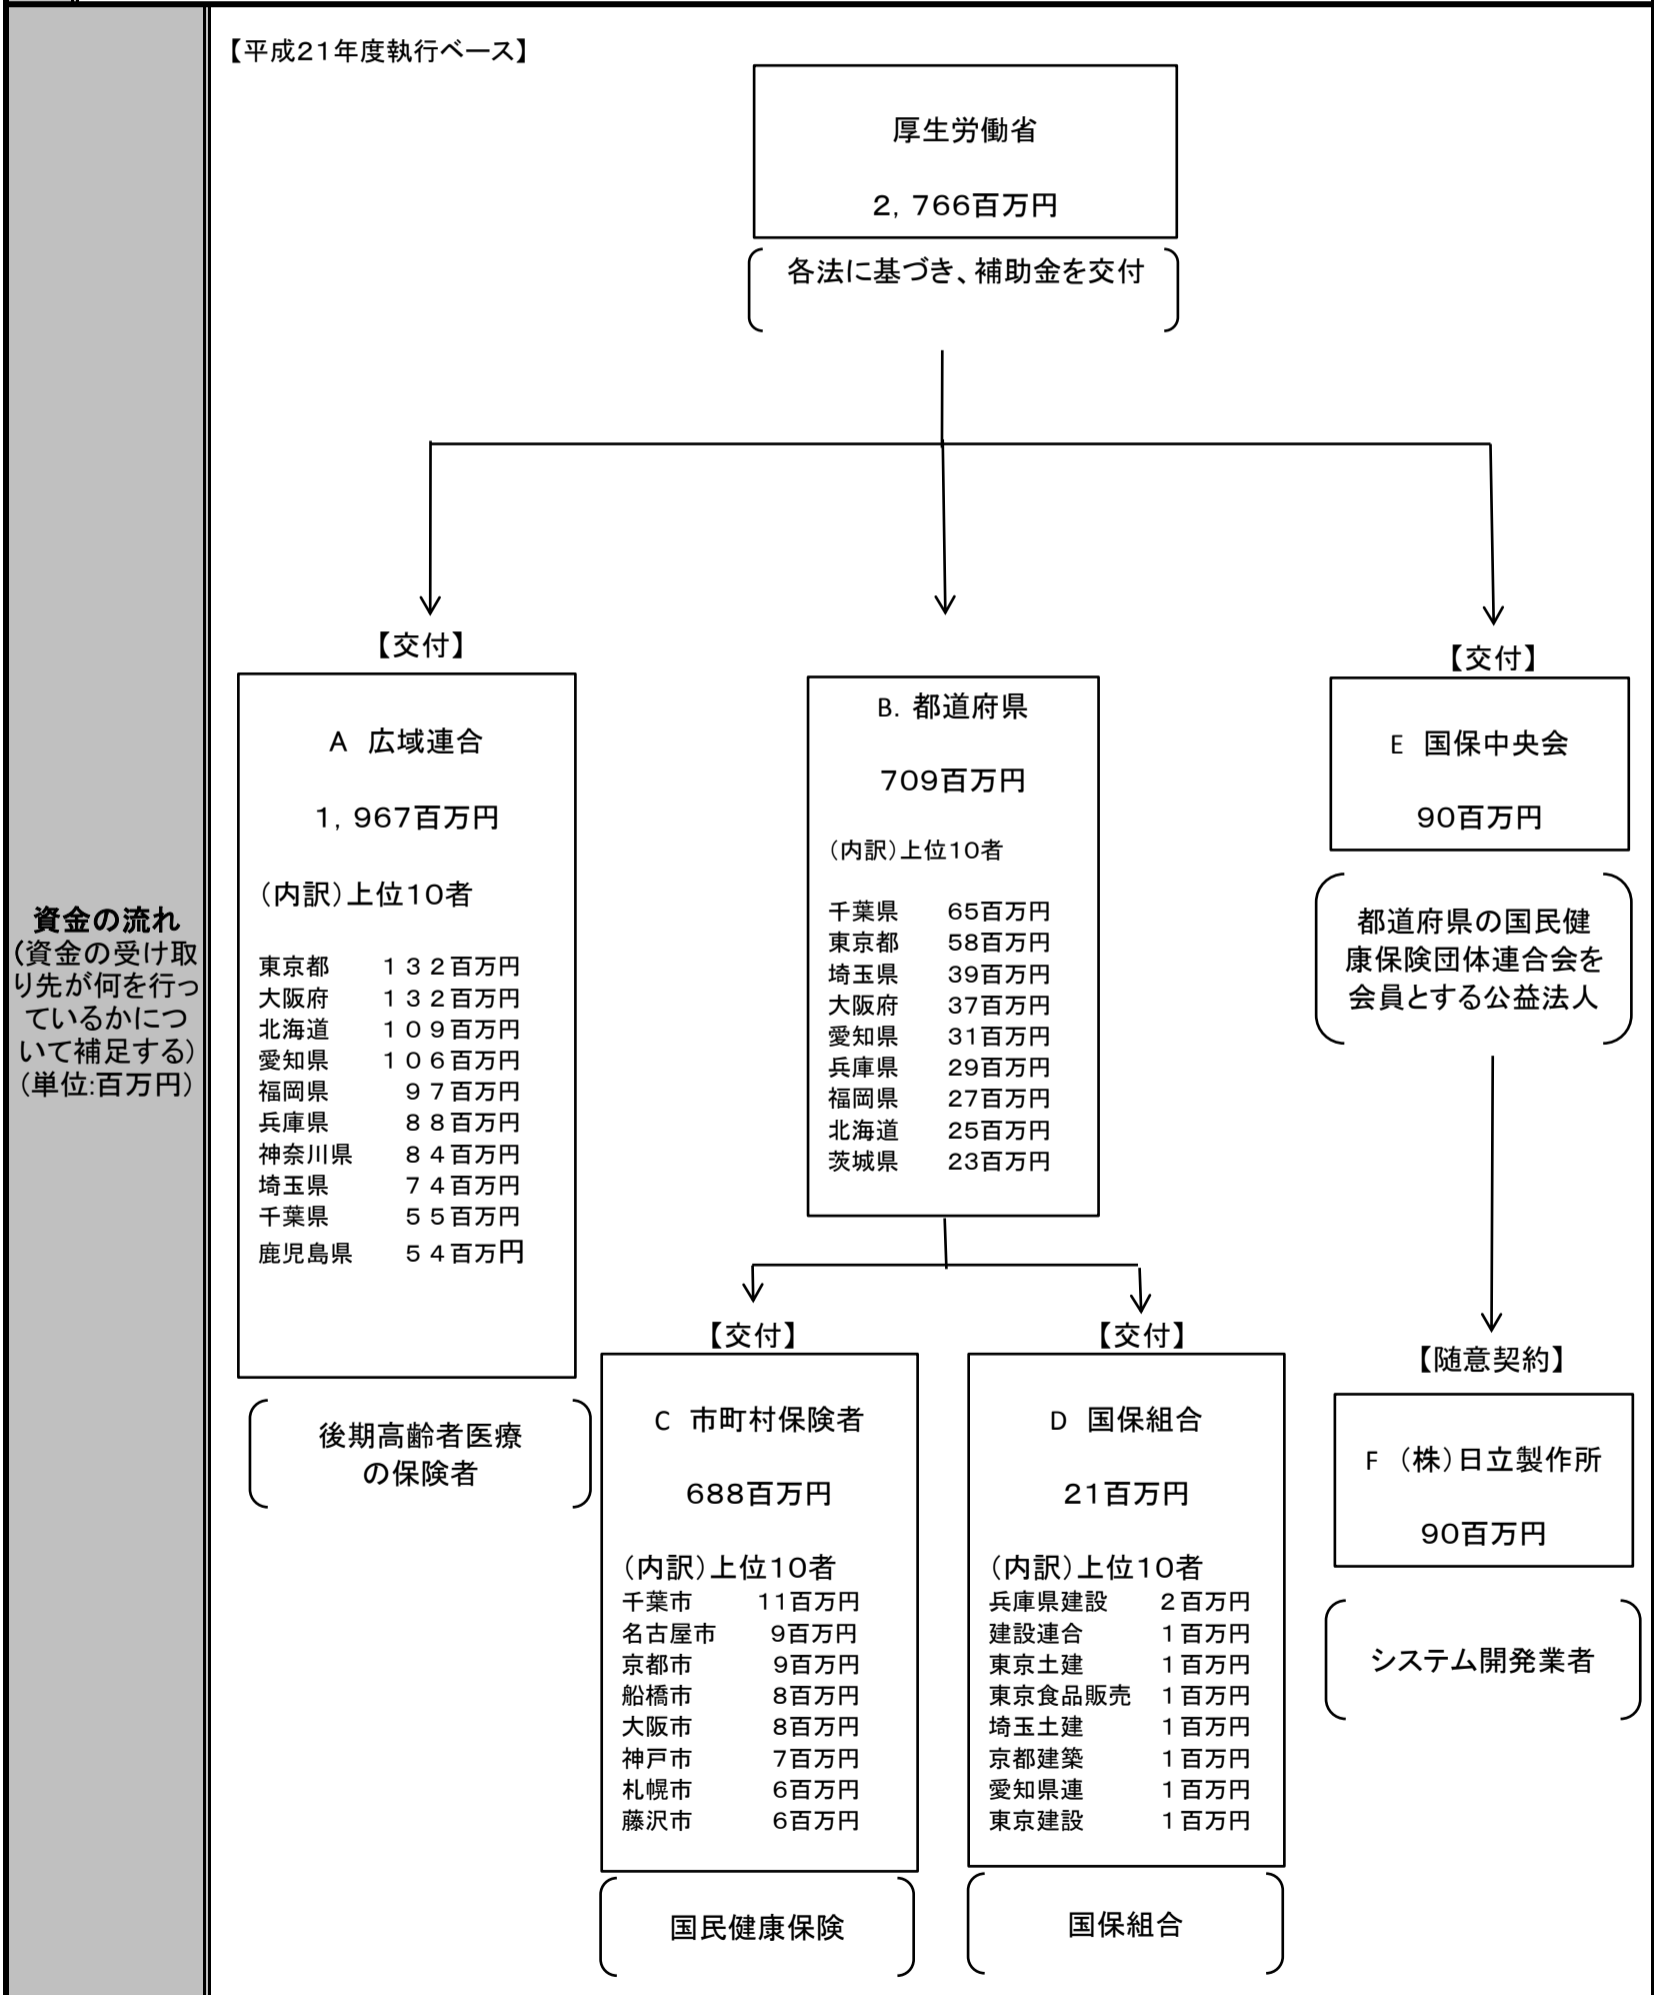 資金の流れ
(資金の受け取
り先が何を行っ
ているかにつ
いて補足する)
(単位:百万円)
【平成21年度執行ベース】
厚生労働省
2，766百万円
各法に基づき、補助金を交付
【交付】
A　広域連合
1，967百万円
(内訳)上位10者
東京都　１３２百万円
大阪府　１３２百万円
北海道　１０９百万円
愛知県　１０６百万円
福岡県　９７百万円
兵庫県　８８百万円
神奈川県　８４百万円
埼玉県　７４百万円
千葉県　５５百万円
鹿児島県　５４百万円
後期高齢者医療
の保険者
B. 都道府県
709百万円
(内訳)上位10者
千葉県　65百万円
東京都　58百万円
埼玉県　39百万円
大阪府　37百万円
愛知県　31百万円
兵庫県　29百万円
福岡県　27百万円
北海道　25百万円
茨城県　23百万円
【交付】
C　市町村保険者
688百万円
(内訳)上位10者
千葉市　11百万円
名古屋市　9百万円
京都市　9百万円
船橋市　8百万円
大阪市　8百万円
神戸市　7百万円
札幌市　6百万円
藤沢市　6百万円
国民健康保険
【交付】
D　国保組合
21百万円
(内訳)上位10者
兵庫県建設　２百万円
建設連合　１百万円
東京土建　１百万円
東京食品販売　１百万円
埼玉土建　１百万円
京都建築　１百万円
愛知県連　１百万円
東京建設　１百万円
国保組合
【交付】
E　国保中央会
90百万円
都道府県の国民健
康保険団体連合会を
会員とする公益法人
【随意契約】
F　(株)日立製作所
90百万円
システム開発業者